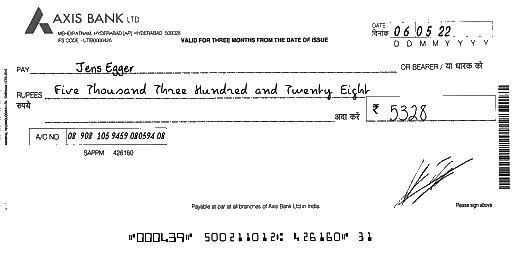 AXIS BANK LTD
MEHDIPATNAM, HYDERABAD [AP] HYDERABAD 500028
IFS CODE - UTIB0000426
VALID FOR THREE MONTHS FROM THE DATE OF ISSUE
DATE
दिनांक 06 05 22
D D M M Y Y Y Y
PAY Jens Egger OR BEARER / या धारक को
RUPEES Five Thousand Three Hundred and Twenty Eight
रुपये अदा करें ₹ 5328
A/C NO 08 908 105 9469 080594 08
SAPPM 426160
Payable at par at all branches of Axis Bank Ltd in India.
Please sign above
⑈000439⑈ 500211012⑆ 426160⑈ 31